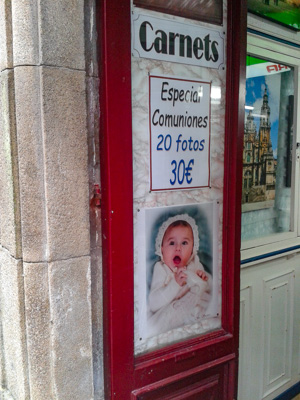 Carnets
Especial
Comuniones
20 fotos
30€